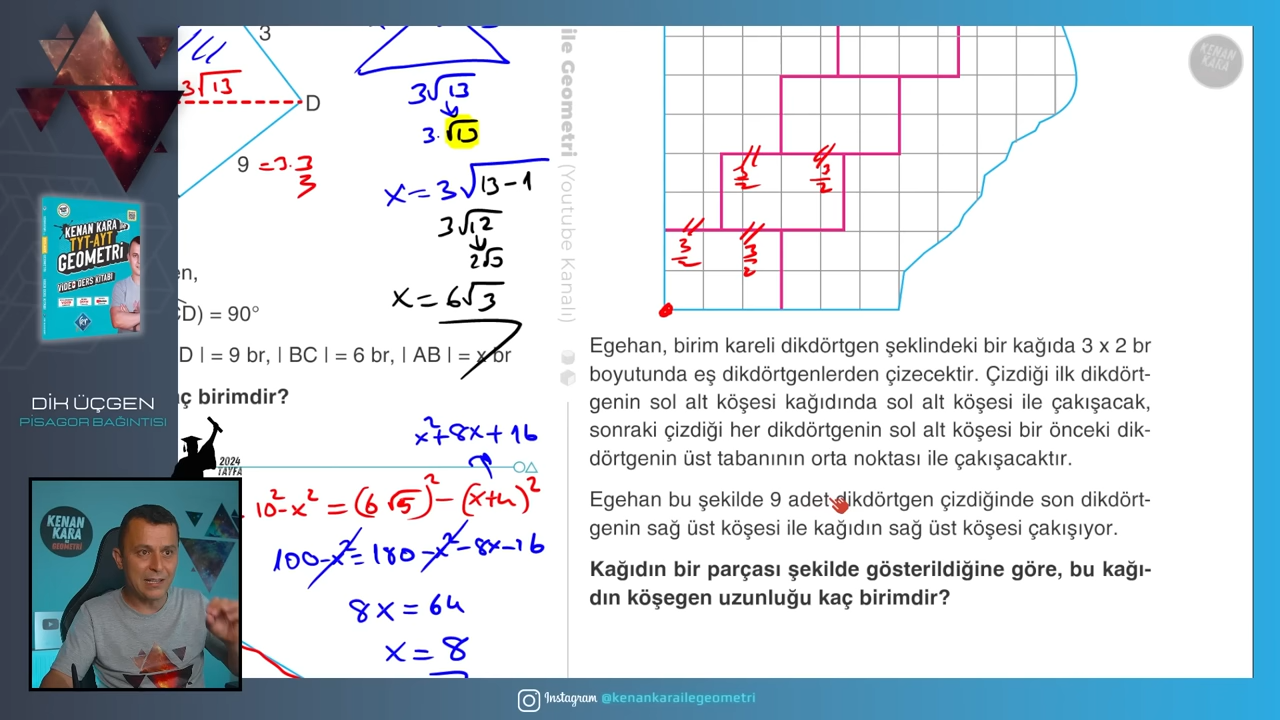 3
3√13
D
9 = 3.3
3
en,
CD) = 90°
D | = 9 br, | BC | = 6 br, | AB | = x br
ç birimdir?
3√13
3.√13
x = 3√13-1
3√12
2√3
x = 6√3
x²+8x+16
10²-x² = (6√5)² - (x+4)²
100-x² = 180-x²-8x-16
8x = 64
x = 8
ile Geometri (Youtube Kanalı)
3/2
3/2
3/2
3/2
Egehan, birim kareli dikdörtgen şeklindeki bir kağıda 3 x 2 br
boyutunda eş dikdörtgenlerden çizecektir. Çizdiği ilk dikdört-
genin sol alt köşesi kağıdında sol alt köşesi ile çakışacak,
sonraki çizdiği her dikdörtgenin sol alt köşesi bir önceki dik-
dörtgenin üst tabanının orta noktası ile çakışacaktır.
Egehan bu şekilde 9 adet dikdörtgen çizdiğinde son dikdört-
genin sağ üst köşesi ile kağıdın sağ üst köşesi çakışıyor.
Kağıdın bir parçası şekilde gösterildiğine göre, bu kağı-
dın köşegen uzunluğu kaç birimdir?
KENAN KARA
KENAN KARA
TYT-AYT
GEOMETRİ
VİDEO DERS KİTABI
DİK ÜÇGEN
PİSAGOR BAĞINTISI
2024
TAYFA
KENAN
KARA
GEOMETRİ
Instagram @kenankarailegeometri